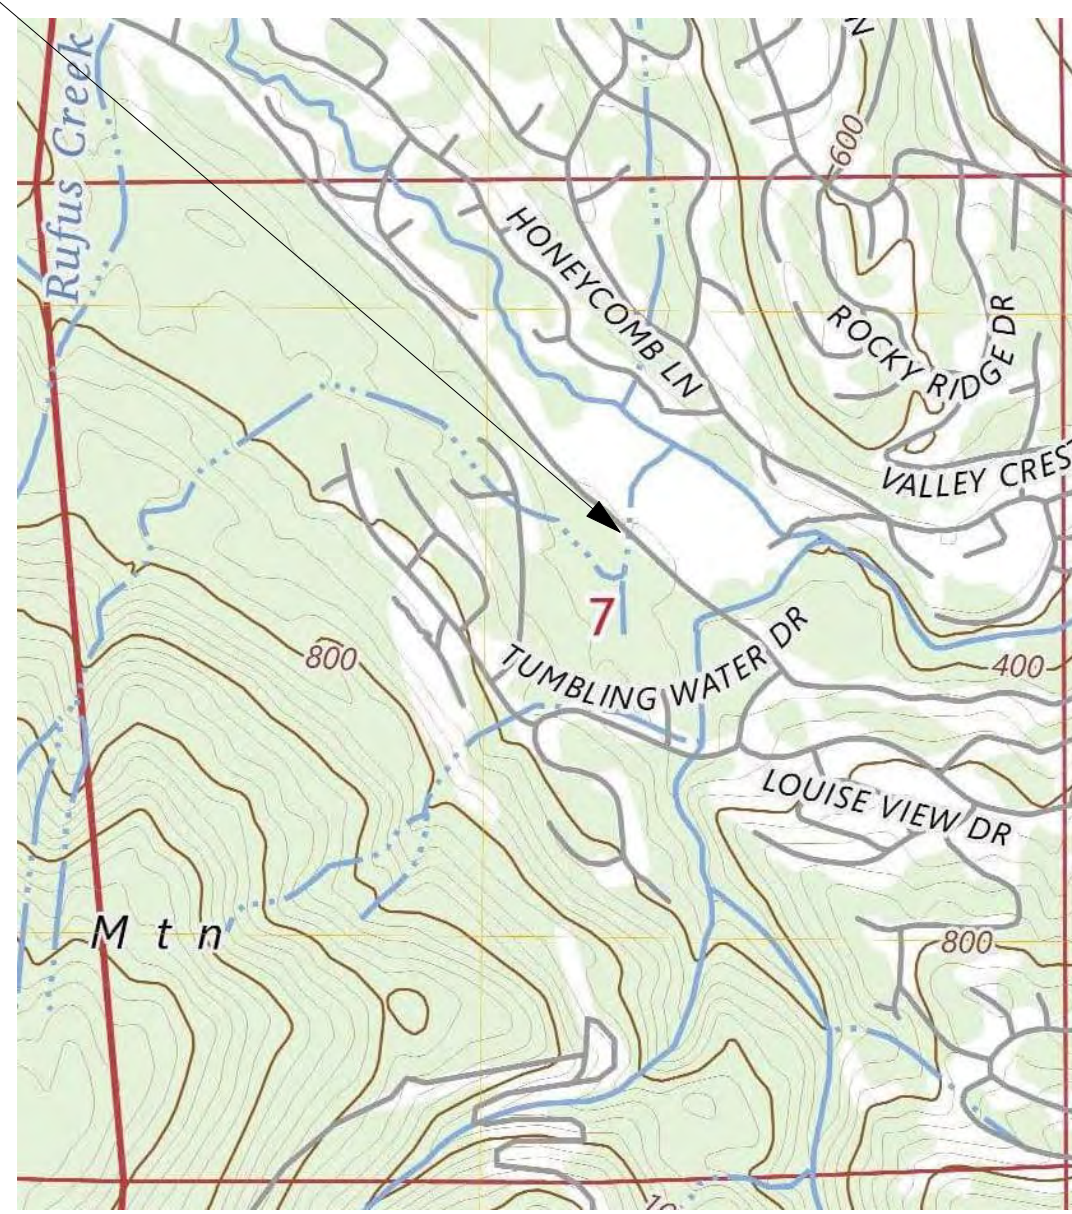 Rufus Creek
600
HONEYCOMB LN
ROCKY RIDGE DR
VALLEY CREST
7
800
TUMBLING WATER DR
400
LOUISE VIEW DR
Mtn
800